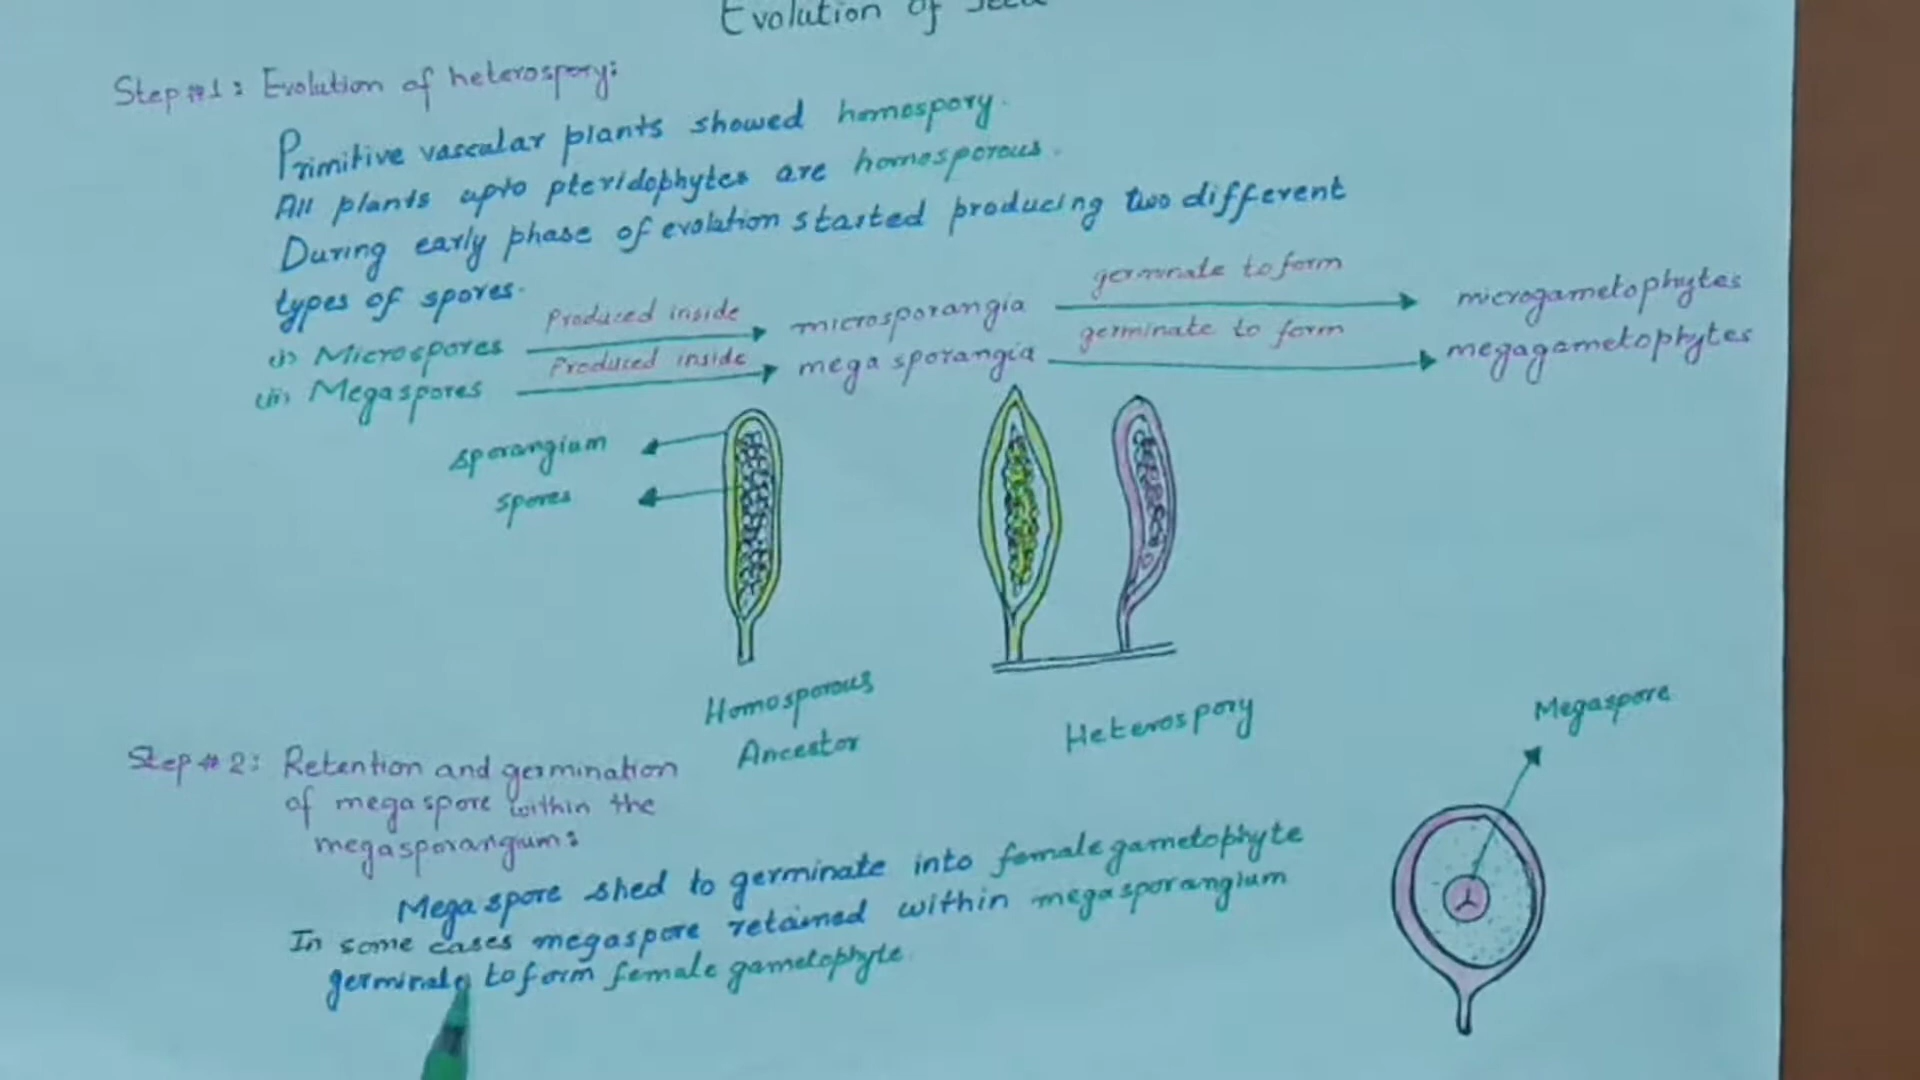 Evolution of Seed
Step #1: Evolution of heterospory:
Primitive vascular plants showed homospory.
All plants upto pteridophytes are homosporous.
During early phase of evolution started producing two different
types of spores.
(i) Microspores Produced inside microsporangia germinate to form microgametophytes
(ii) Megaspores Produced inside mega sporangia germinate to form megagametophytes
sporangium
spores
Homosporous
Ancestor
Heterospory
Megaspore
Step # 2: Retention and germination
of megaspore within the
megasporangium:
Mega spore shed to germinate into female gametophyte
In some cases megaspore retained within megasporangium
germinate to form female gametophyte.